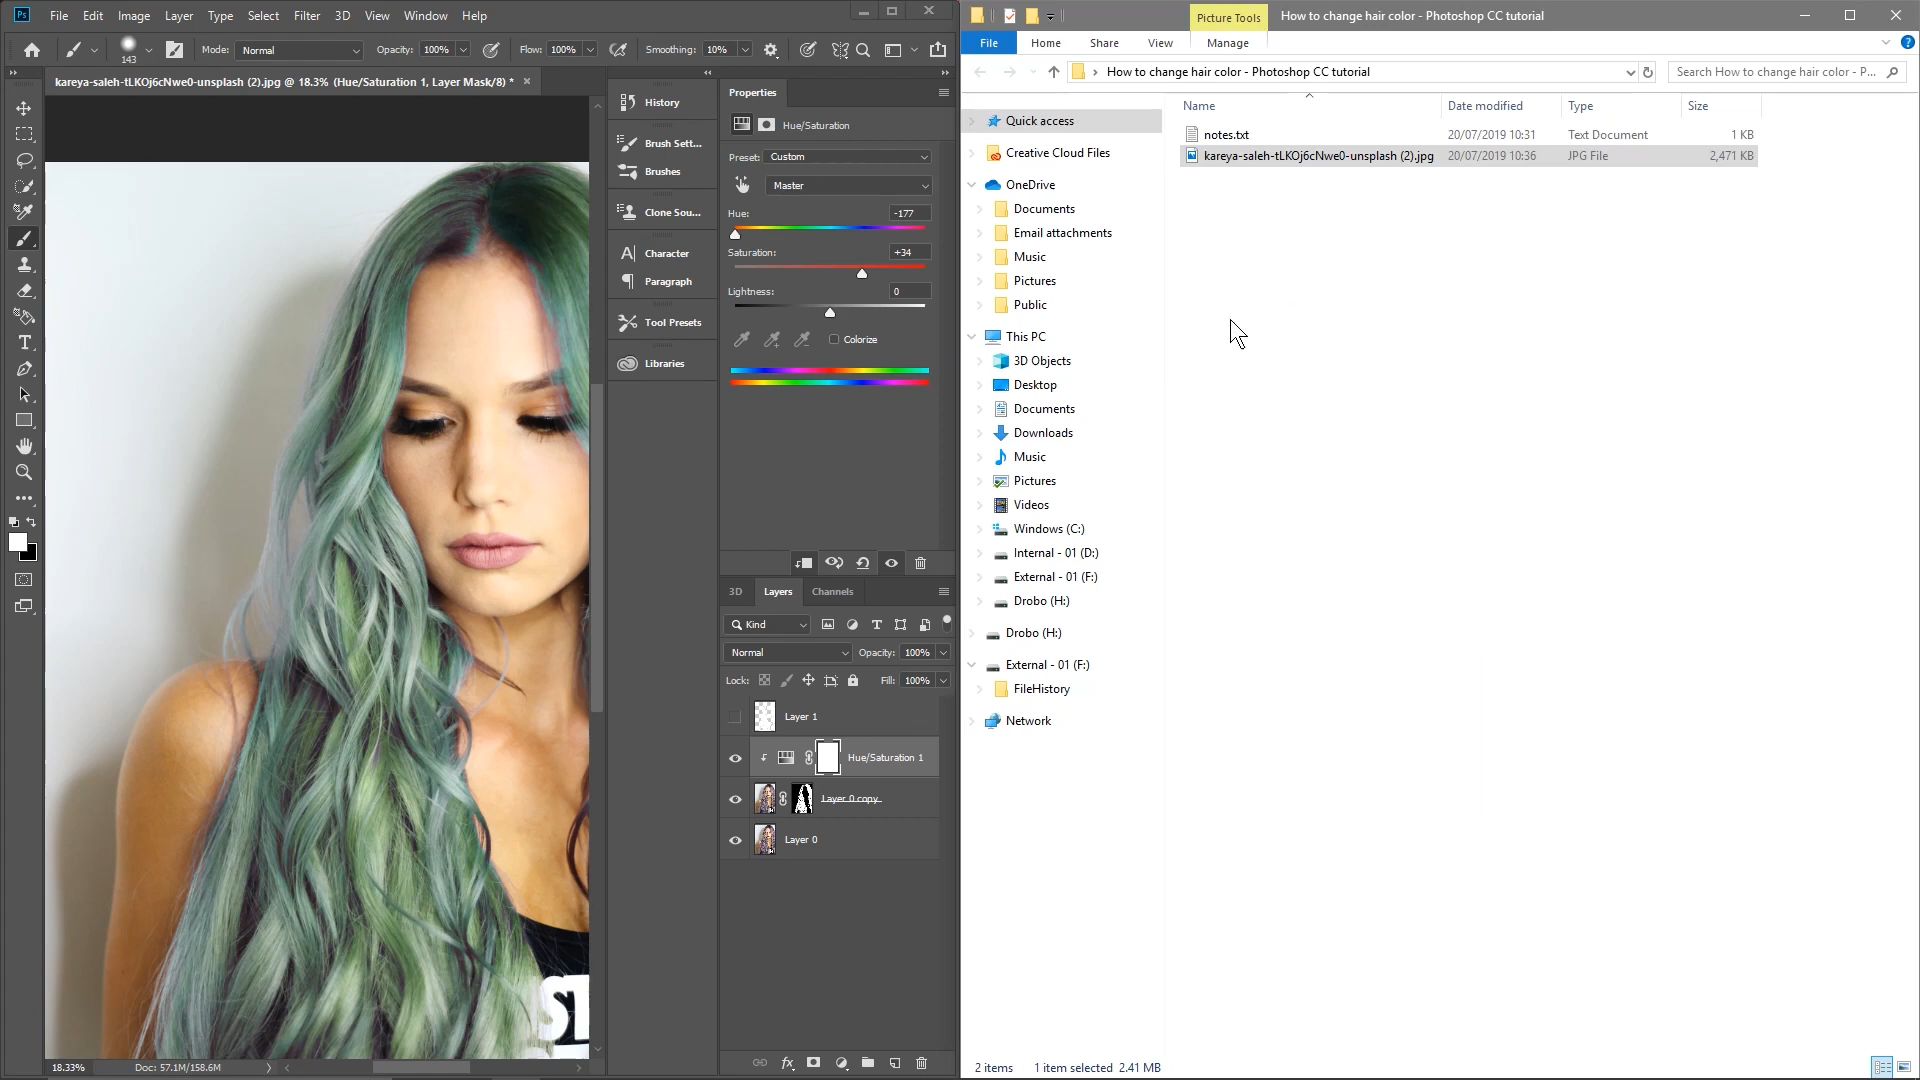 Ps File Edit Image Layer Type Select Filter 3D View Window Help
143 Mode: Normal Opacity: 100% Flow: 100% Smoothing: 10%
kareya-saleh-tLKOj6cNwe0-unsplash (2).jpg @ 18.3% (Hue/Saturation 1, Layer Mask/8) *
History
Brush Sett...
Brushes
Clone Sou...
Character
Paragraph
Tool Presets
Libraries
Properties
Hue/Saturation
Preset: Custom
Master
Hue: -177
Saturation: +34
Lightness: 0
Colorize
3D Layers Channels
Kind
Normal Opacity: 100%
Lock: Fill: 100%
Layer 1
Hue/Saturation 1
Layer 0 copy
Layer 0
18.33% Doc: 57.1M/158.6M
ST
Picture Tools How to change hair color - Photoshop CC tutorial
File Home Share View Manage
How to change hair color - Photoshop CC tutorial Search How to change hair color - P...
Name Date modified Type Size
notes.txt 20/07/2019 10:31 Text Document 1 KB
kareya-saleh-tLKOj6cNwe0-unsplash (2).jpg 20/07/2019 10:36 JPG File 2,471 KB
Quick access
Creative Cloud Files
OneDrive
Documents
Email attachments
Music
Pictures
Public
This PC
3D Objects
Desktop
Documents
Downloads
Music
Pictures
Videos
Windows (C:)
Internal - 01 (D:)
External - 01 (F:)
Drobo (H:)
Drobo (H:)
External - 01 (F:)
FileHistory
Network
2 items 1 item selected 2.41 MB